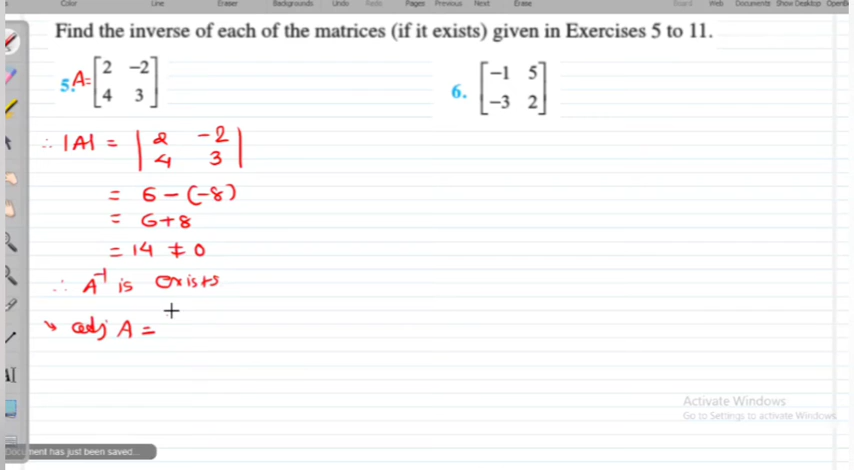 Color Line Eraser Backgrounds Undo Redo Pages Previous Next Erase Board Web Documents Show Desktop
Find the inverse of each of the matrices (if it exists) given in Exercises 5 to 11.
5. A= [2 -2
4 3]
6. [-1 5
-3 2]
∴ |A| = | 2 -2
4 3 |
= 6 - (-8)
= 6+8
= 14 ≠ 0
∴ A⁻¹ is exists
adj A =
Activate Windows
Go to Settings to activate Windows.
ment has just been saved...